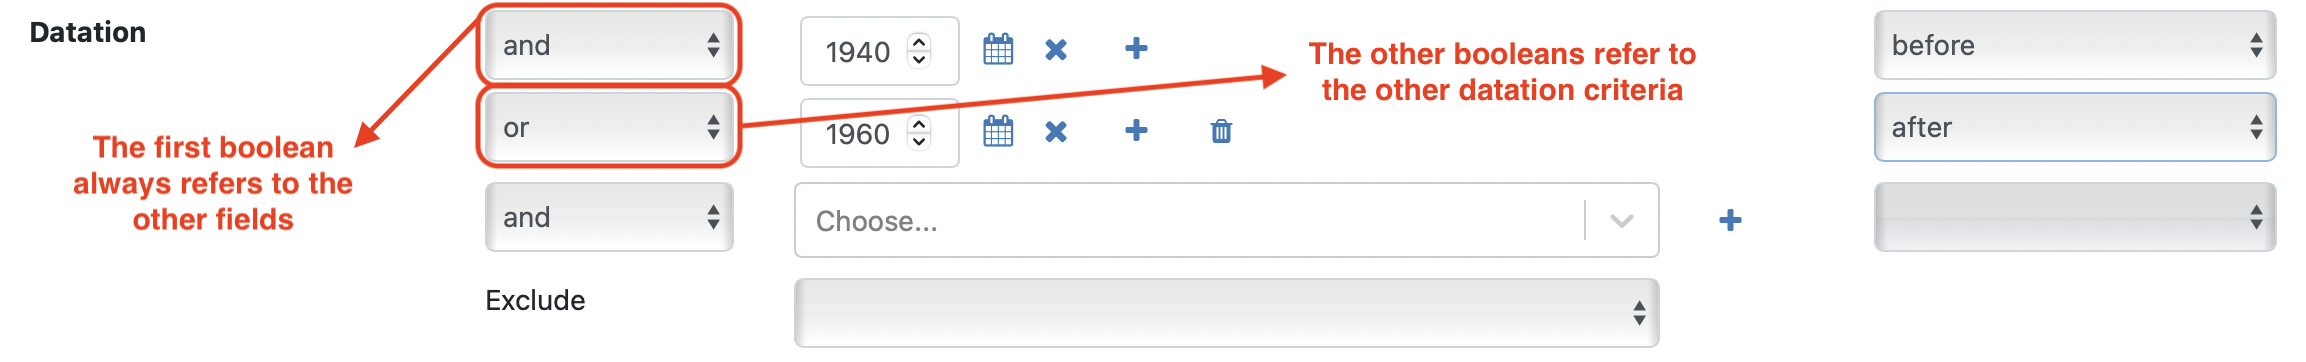 Datation
and
1940
before
The other booleans refer to
the other datation criteria
or
1960
after
The first boolean
always refers to the
other fields
and
Choose...
Exclude